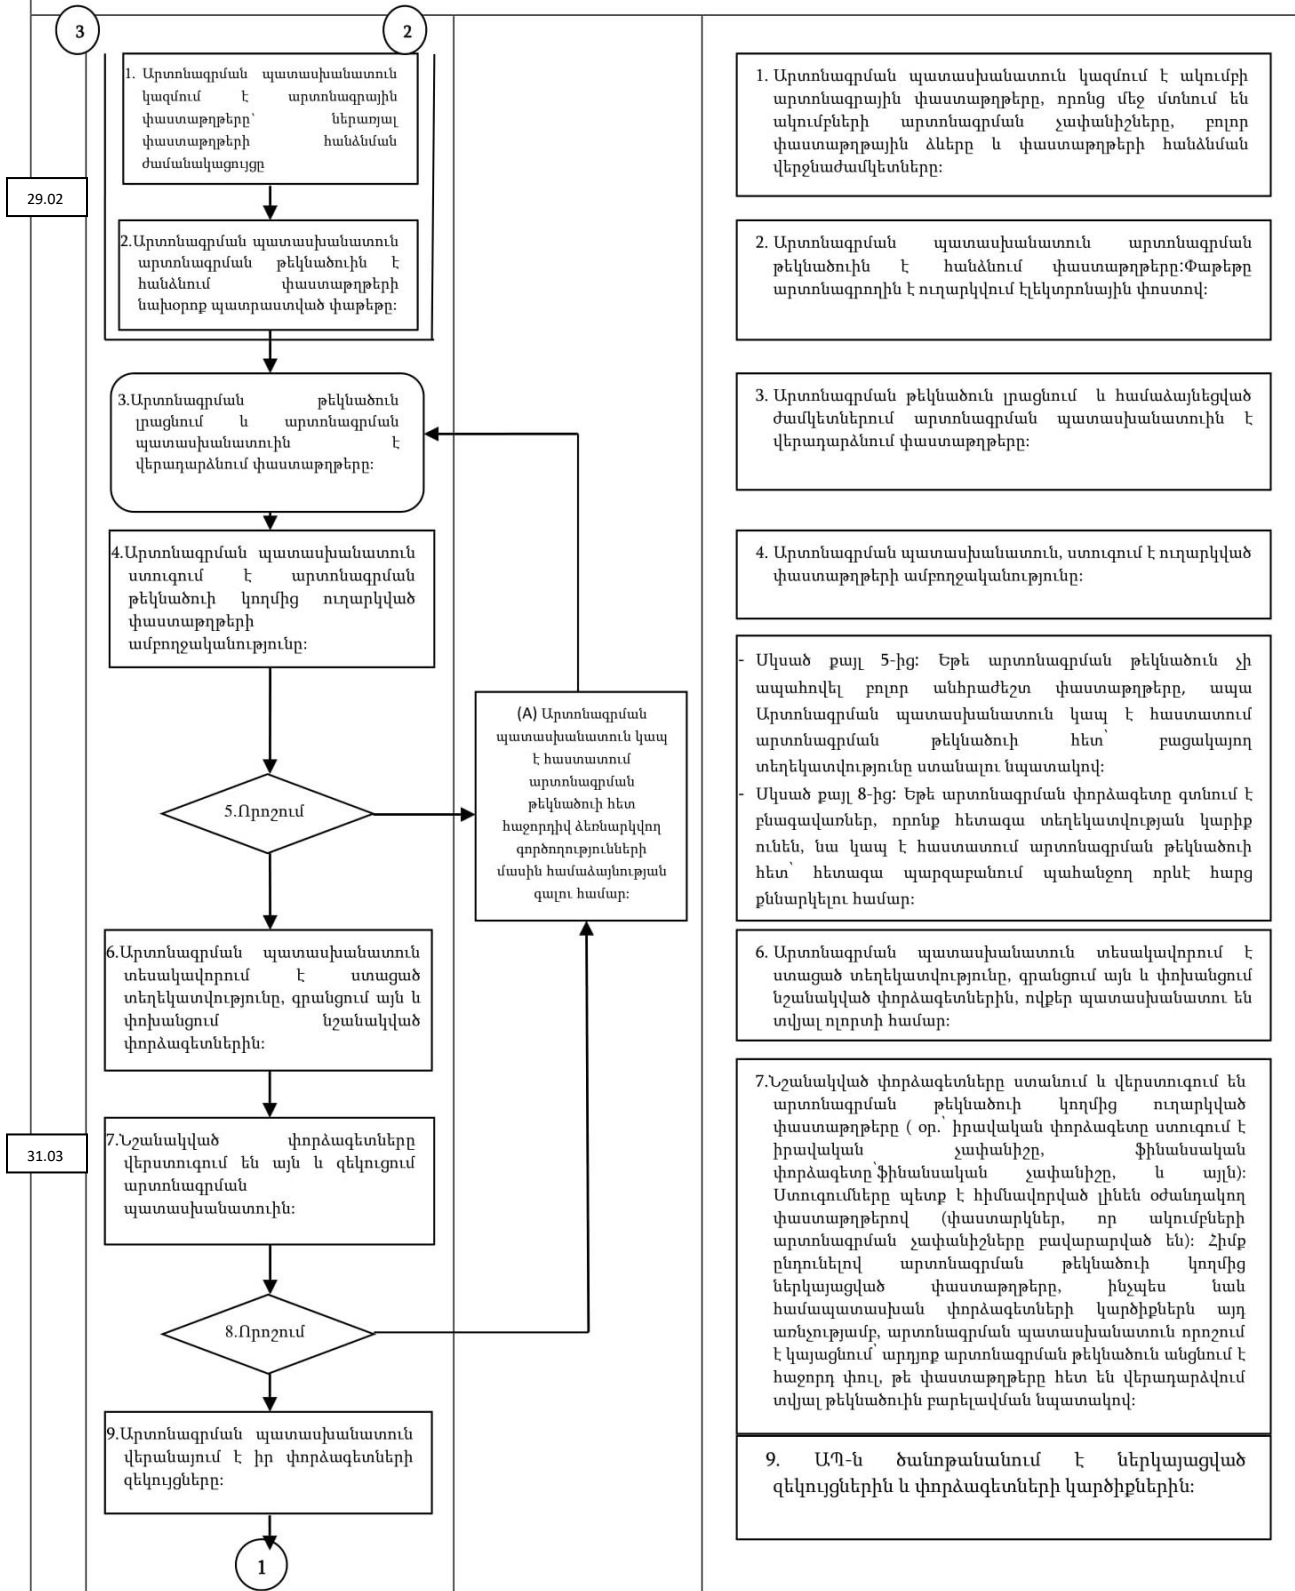 3
2
1. Արտոնագրման պատասխանատուն
կազմում է արտոնագրային
փաստաթղթերը՝ ներառյալ
փաստաթղթերի հանձնման
ժամանակացույցը
29.02
2.Արտոնագրման պատասխանատուն
արտոնագրման թեկնածուին է
հանձնում փաստաթղթերի
նախօրոք պատրաստված փաթեթը:
3.Արտոնագրման թեկնածուն
լրացնում և արտոնագրման
պատասխանատուին է
վերադարձնում փաստաթղթերը:
4.Արտոնագրման պատասխանատուն
ստուգում է արտոնագրման
թեկնածուի կողմից ուղարկված
փաստաթղթերի
ամբողջականությունը:
5.Որոշում
(A) Արտոնագրման
պատասխանատուն կապ
է հաստատում
արտոնագրման
թեկնածուի հետ
հաջորդիվ ձեռնարկվող
գործողությունների
մասին համաձայնության
գալու համար:
6.Արտոնագրման պատասխանատուն
տեսակավորում է ստացած
տեղեկատվությունը, գրանցում այն և
փոխանցում նշանակված
փորձագետներին:
31.03
7.Նշանակված փորձագետները
վերստուգում են այն և զեկուցում
արտոնագրման
պատասխանատուին:
8.Որոշում
9.Արտոնագրման պատասխանատուն
վերանայում է իր փորձագետների
զեկույցները:
1
1. Արտոնագրման պատասխանատուն կազմում է ակումբի
արտոնագրային փաստաթղթերը, որոնց մեջ մտնում են
ակումբների արտոնագրման չափանիշները, բոլոր
փաստաթղթային ձևերը և փաստաթղթերի հանձնման
վերջնաժամկետները:
2. Արտոնագրման պատասխանատուն արտոնագրման
թեկնածուին է հանձնում փաստաթղթերը:Փաթեթը
արտոնագրողին է ուղարկվում էլեկտրոնային փոստով:
3. Արտոնագրման թեկնածուն լրացնում և համաձայնեցված
ժամկետներում արտոնագրման պատասխանատուին է
վերադարձնում փաստաթղթերը:
4. Արտոնագրման պատասխանատուն, ստուգում է ուղարկված
փաստաթղթերի ամբողջականությունը:
- Սկսած քայլ 5-ից: Եթե արտոնագրման թեկնածուն չի
ապահովել բոլոր անհրաժեշտ փաստաթղթերը, ապա
Արտոնագրման պատասխանատուն կապ է հաստատում
արտոնագրման թեկնածուի հետ՝ բացակայող
տեղեկատվությունը ստանալու նպատակով:
- Սկսած քայլ 8-ից: Եթե արտոնագրման փորձագետը գտնում է
բնագավառներ, որոնք հետագա տեղեկատվության կարիք
ունեն, նա կապ է հաստատում արտոնագրման թեկնածուի
հետ՝ հետագա պարզաբանում պահանջող որևէ հարց
քննարկելու համար:
6. Արտոնագրման պատասխանատուն տեսակավորում է
ստացած տեղեկատվությունը, գրանցում այն և փոխանցում
նշանակված փորձագետներին, ովքեր պատասխանատու են
տվյալ ոլորտի համար:
7.Նշանակված փորձագետները ստանում և վերստուգում են
արտոնագրման թեկնածուի կողմից ուղարկված
փաստաթղթերը ( օր.՝ իրավական փորձագետը ստուգում է
իրավական չափանիշը, ֆինանսական
փորձագետը՝ֆինանսական չափանիշը, և այլն):
Ստուգումները պետք է հիմնավորված լինեն օժանդակող
փաստաթղթերով (փաստարկներ, որ ակումբների
արտոնագրման չափանիշները բավարարված են): Հիմք
ընդունելով արտոնագրման թեկնածուի կողմից
ներկայացված փաստաթղթերը, ինչպես նաև
համապատասխան փորձագետների կարծիքներն այդ
առնչությամբ, արտոնագրման պատասխանատուն որոշում
է կայացնում՝ արդյոք արտոնագրման թեկնածուն անցնում է
հաջորդ փուլ, թե փաստաթղթերը հետ են վերադարձվում
տվյալ թեկնածուին բարելավման նպատակով:
9. ԱՊ-ն ծանոթանանում է ներկայացված
զեկույցներին և փորձագետների կարծիքներին: